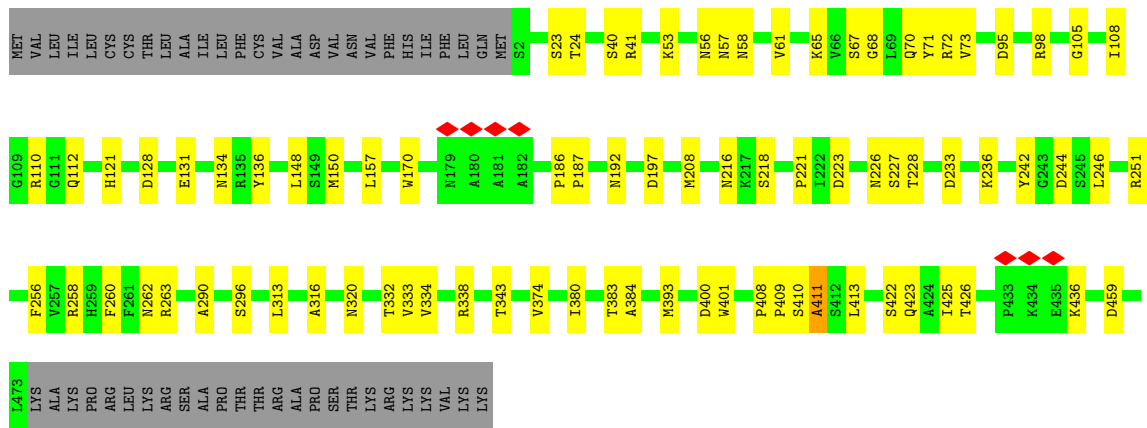 MET VAL LEU ILE LEU CYS CYS THR LEU ALA ILE LEU PHE CYS VAL ALA ASP VAL ASN VAL PHE HIS ILE PHE LEU GLN MET S2 S23 T24 S40 R41 K53 N56 N57 N58 V61 K65 V66 S67 G68 L69 Q70 Y71 R72 V73 D95 R98 G105 I108
G109 R110 G111 Q112 H121 D128 E131 N134 R135 Y136 L148 S149 M150 L157 W170 N179 A180 A181 A182 P186 P187 N192 D197 M208 N216 K217 S218 P221 I222 D223 N226 S227 T228 D233 K236 Y242 G243 D244 S245 L246 R251
F256 V257 R258 H259 F260 F261 N262 R263 A290 S296 L313 A316 N320 T332 V333 V334 R338 T343 V374 I380 T383 A384 M393 D400 W401 P408 P409 S410 A411 S412 L413 S422 Q423 A424 I425 T426 P433 K434 E435 K436 D459
L473 LYS ALA LYS PRO ARG LEU LYS ARG SER ALA PRO THR THR ARG ALA PRO SER THR LYS ARG LYS LYS VAL LYS LYS